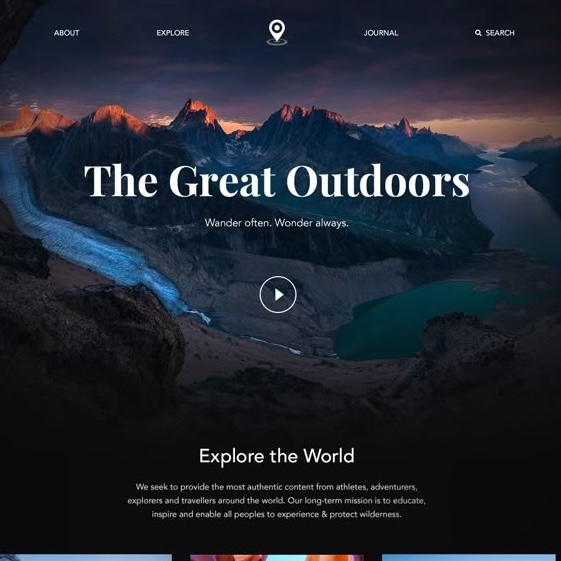 ABOUT
EXPLORE
JOURNAL
SEARCH
The Great Outdoors
Wander often. Wonder always.
Explore the World
We seek to provide the most authentic content from athletes, adventurers,
explorers and travellers around the world. Our long-term mission is to educate,
inspire and enable all peoples to experience & protect wilderness.